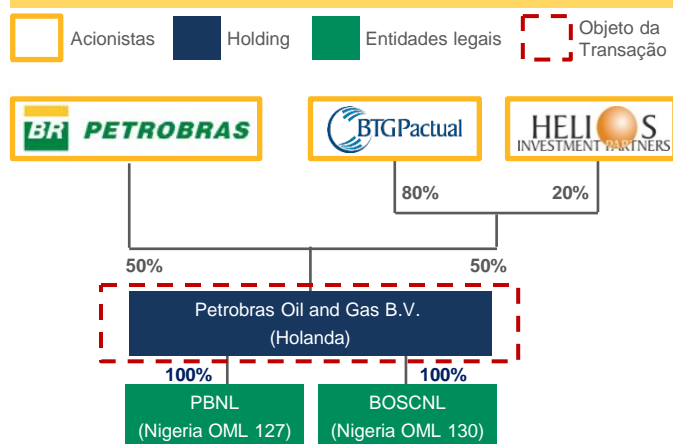 Acionistas
Holding
Entidades legais
Objeto da
Transação
BR PETROBRAS
BTGPactual
HELIOS
INVESTMENT PARTNERS
80%
20%
50%
50%
Petrobras Oil and Gas B.V.
(Holanda)
100%
100%
PBNL
(Nigeria OML 127)
BOSCNL
(Nigeria OML 130)